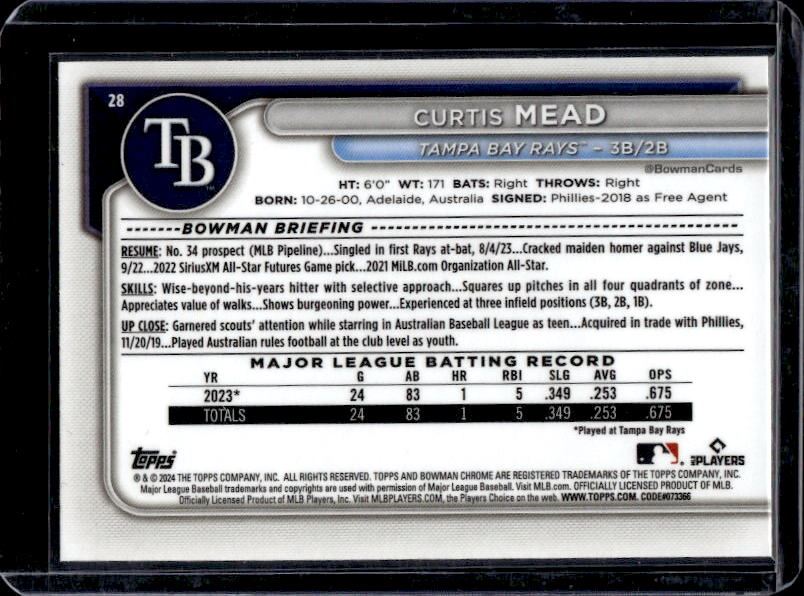 28
TB
TM
CURTIS MEAD
TAMPA BAY RAYS™ – 3B/2B
@BowmanCards
HT: 6'0" WT: 171 BATS: Right THROWS: Right
BORN: 10-26-00, Adelaide, Australia SIGNED: Phillies-2018 as Free Agent
BOWMAN BRIEFING
RESUME: No. 34 prospect (MLB Pipeline)...Singled in first Rays at-bat, 8/4/23...Cracked maiden homer against Blue Jays,
9/22...2022 SiriusXM All-Star Futures Game pick...2021 MiLB.com Organization All-Star.
SKILLS: Wise-beyond-his-years hitter with selective approach...Squares up pitches in all four quadrants of zone...
Appreciates value of walks...Shows burgeoning power...Experienced at three infield positions (3B, 2B, 1B).
UP CLOSE: Garnered scouts' attention while starring in Australian Baseball League as teen...Acquired in trade with Phillies,
11/20/19...Played Australian rules football at the club level as youth.
MAJOR LEAGUE BATTING RECORD
YR G AB HR RBI SLG AVG OPS
2023* 24 83 1 5 .349 .253 .675
TOTALS 24 83 1 5 .349 .253 .675
*Played at Tampa Bay Rays
Topps
MLB PLAYERS
® & © 2024 THE TOPPS COMPANY, INC. ALL RIGHTS RESERVED. TOPPS AND BOWMAN CHROME ARE REGISTERED TRADEMARKS OF THE TOPPS COMPANY, INC.
Major League Baseball trademarks and copyrights are used with permission of Major League Baseball. Visit MLB.com. OFFICIALLY LICENSED PRODUCT OF MLB.
Officially Licensed Product of MLB Players, Inc. Visit MLBPLAYERS.COM, the Players Choice on the web. WWW.TOPPS.COM. CODE#073366